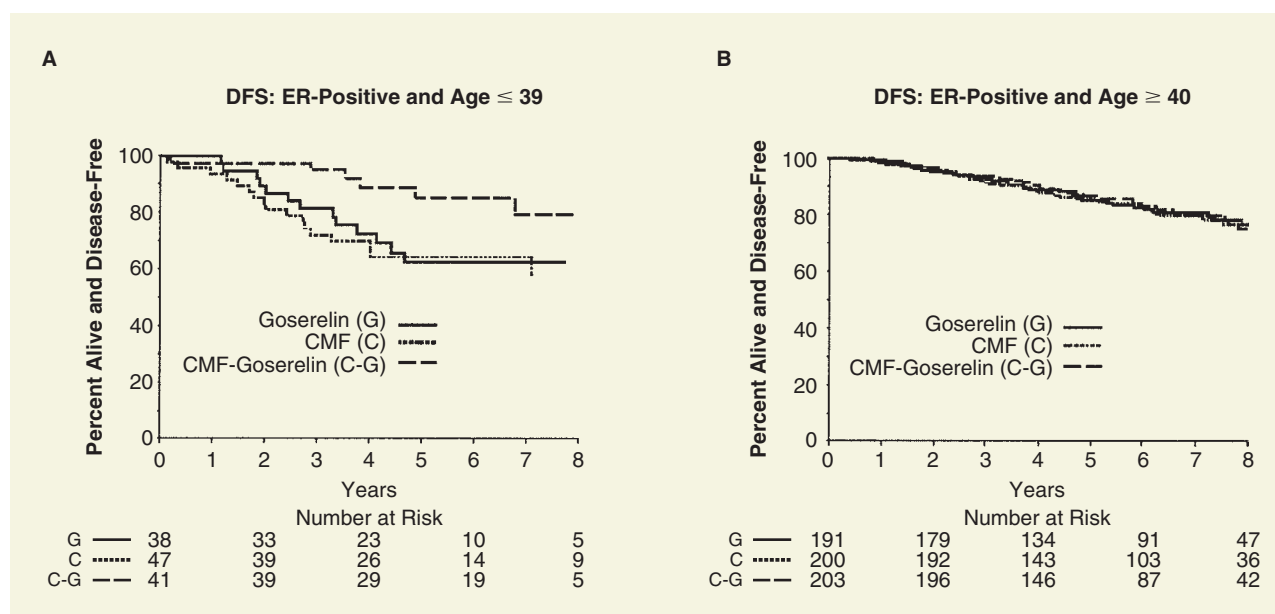 A
DFS: ER-Positive and Age ≤ 39
Percent Alive and Disease-Free
100
80
60
40
20
0
Goserelin (G)
CMF (C)
CMF-Goserelin (C-G)
0 1 2 3 4 5 6 7 8
Years
Number at Risk
G 38 33 23 10 5
C 47 39 26 14 9
C-G 41 39 29 19 5
B
DFS: ER-Positive and Age ≥ 40
Percent Alive and Disease-Free
100
80
60
40
20
0
Goserelin (G)
CMF (C)
CMF-Goserelin (C-G)
0 1 2 3 4 5 6 7 8
Years
Number at Risk
G 191 179 134 91 47
C 200 192 143 103 36
C-G 203 196 146 87 42